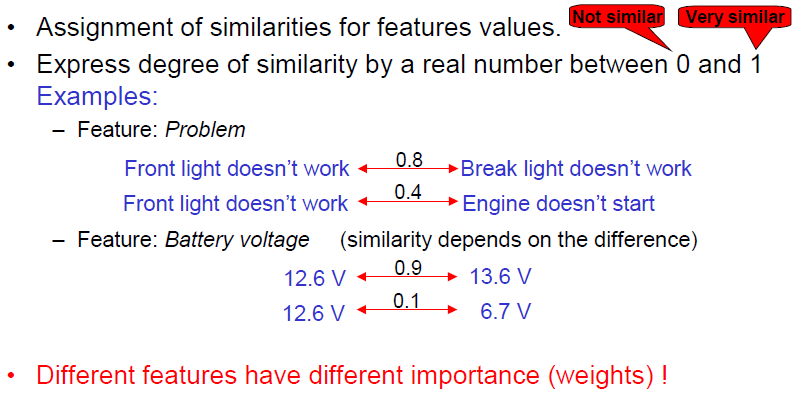 Not similar Very similar
• Assignment of similarities for features values.
• Express degree of similarity by a real number between 0 and 1
Examples:
– Feature: Problem
Front light doesn't work 0.8 Break light doesn't work
Front light doesn't work 0.4 Engine doesn't start
– Feature: Battery voltage (similarity depends on the difference)
12.6 V 0.9 13.6 V
12.6 V 0.1 6.7 V
• Different features have different importance (weights) !